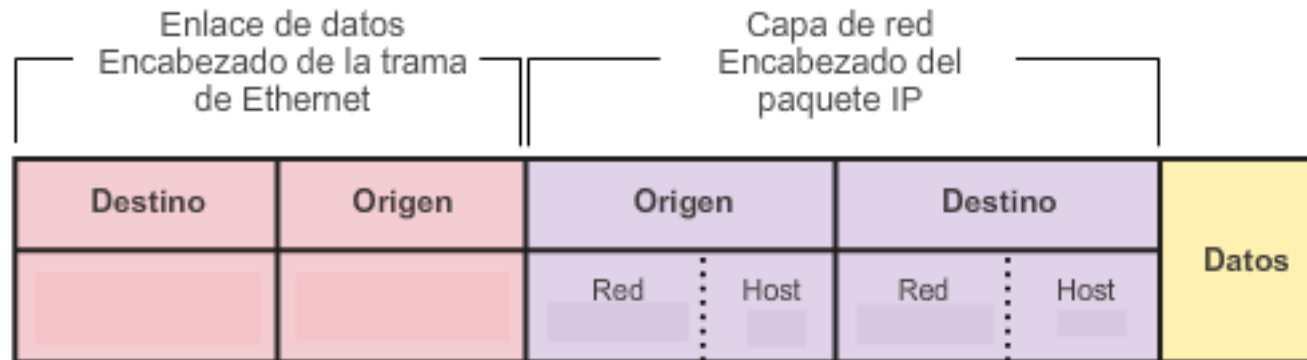 Enlace de datos
Encabezado de la trama
de Ethernet
Capa de red
Encabezado del
paquete IP
Destino
Origen
Origen
Destino
Datos
Red
Host
Red
Host